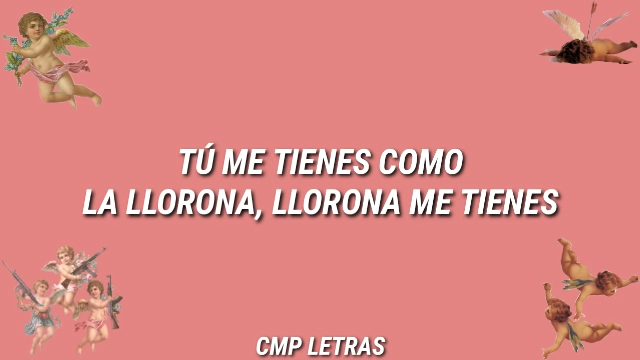 TÚ ME TIENES COMO
LA LLORONA, LLORONA ME TIENES
CMP LETRAS